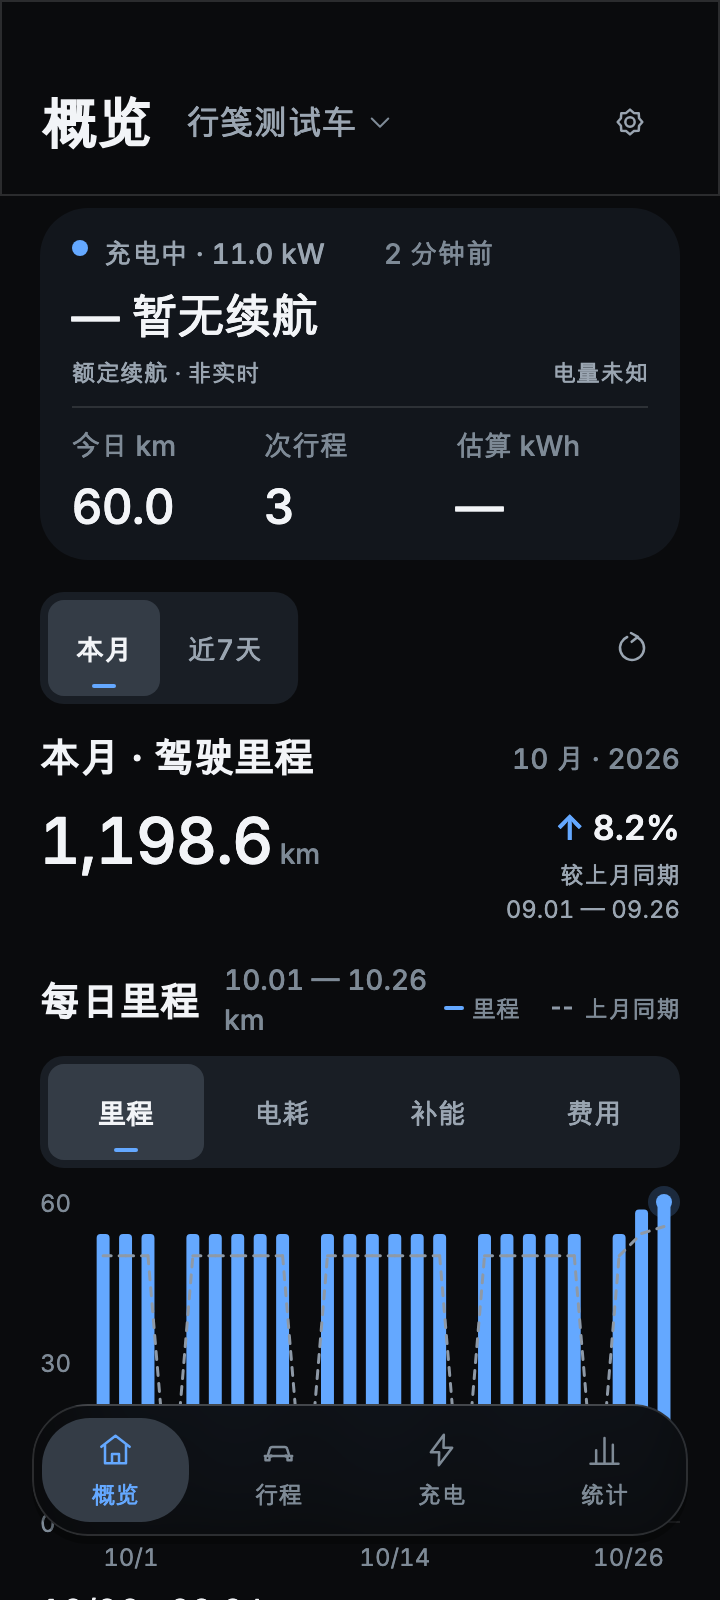 概览 行笺测试车
充电中 · 11.0 kW 2 分钟前
— 暂无续航
额定续航 · 非实时 电量未知
今日 km 次行程 估算 kWh
60.0 3 —
本月 近7天
本月 · 驾驶里程 10 月 · 2026
1,198.6 km ↑ 8.2%
较上月同期
09.01 — 09.26
每日里程 10.01 — 10.26 km 里程 上月同期
里程 电耗 补能 费用
60
30
概览 行程 充电 统计
0
10/1 10/14 10/26